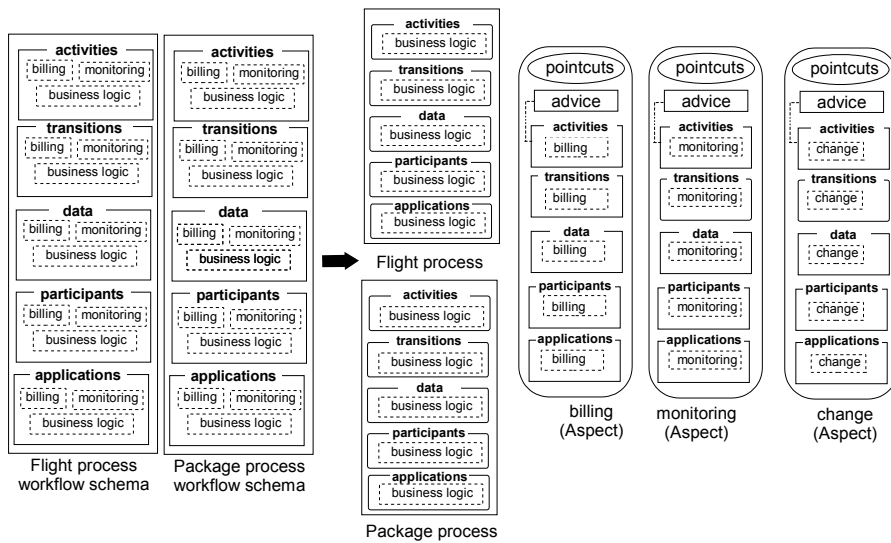 activities
billing
monitoring
business logic
transitions
billing
monitoring
business logic
data
billing
monitoring
business logic
participants
billing
monitoring
business logic
applications
billing
monitoring
business logic
Flight process
workflow schema
activities
billing
monitoring
business logic
transitions
billing
monitoring
business logic
data
billing
monitoring
business logic
participants
billing
monitoring
business logic
applications
billing
monitoring
business logic
Package process
workflow schema
activities
business logic
transitions
business logic
data
business logic
participants
business logic
applications
business logic
Flight process
activities
business logic
transitions
business logic
data
business logic
participants
business logic
applications
business logic
Package process
pointcuts
advice
activities
billing
transitions
billing
data
billing
participants
billing
applications
billing
billing
(Aspect)
pointcuts
advice
activities
monitoring
transitions
monitoring
data
monitoring
participants
monitoring
applications
monitoring
monitoring
(Aspect)
pointcuts
advice
activities
change
transitions
change
data
change
participants
change
applications
change
change
(Aspect)